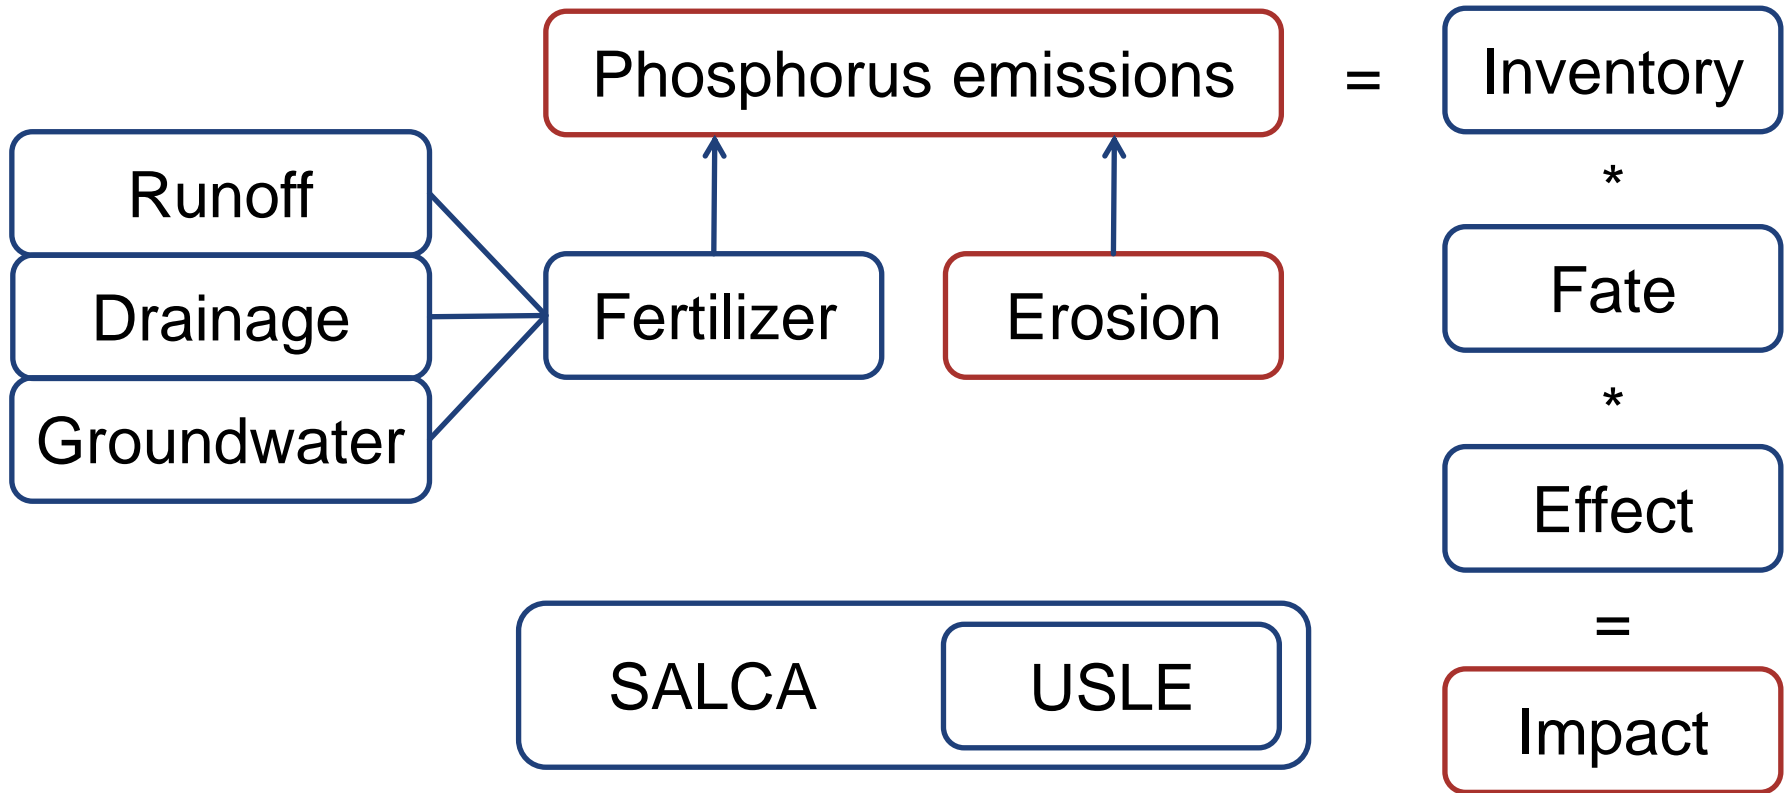 Phosphorus emissions
=
Inventory
*
Runoff
Drainage
Groundwater
Fertilizer
Erosion
Fate
*
Effect
=
SALCA
USLE
Impact